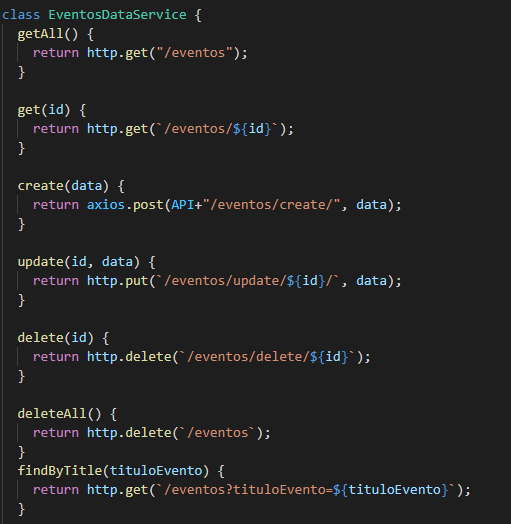 class EventosDataService {
getAll() {
return http.get("/eventos");
}
get(id) {
return http.get(`/eventos/${id}`);
}
create(data) {
return axios.post(API+"/eventos/create/", data);
}
update(id, data) {
return http.put(`/eventos/update/${id}/`, data);
}
delete(id) {
return http.delete(`/eventos/delete/${id}`);
}
deleteAll() {
return http.delete(`/eventos`);
}
findByTitle(tituloEvento) {
return http.get(`/eventos?tituloEvento=${tituloEvento}`);
}